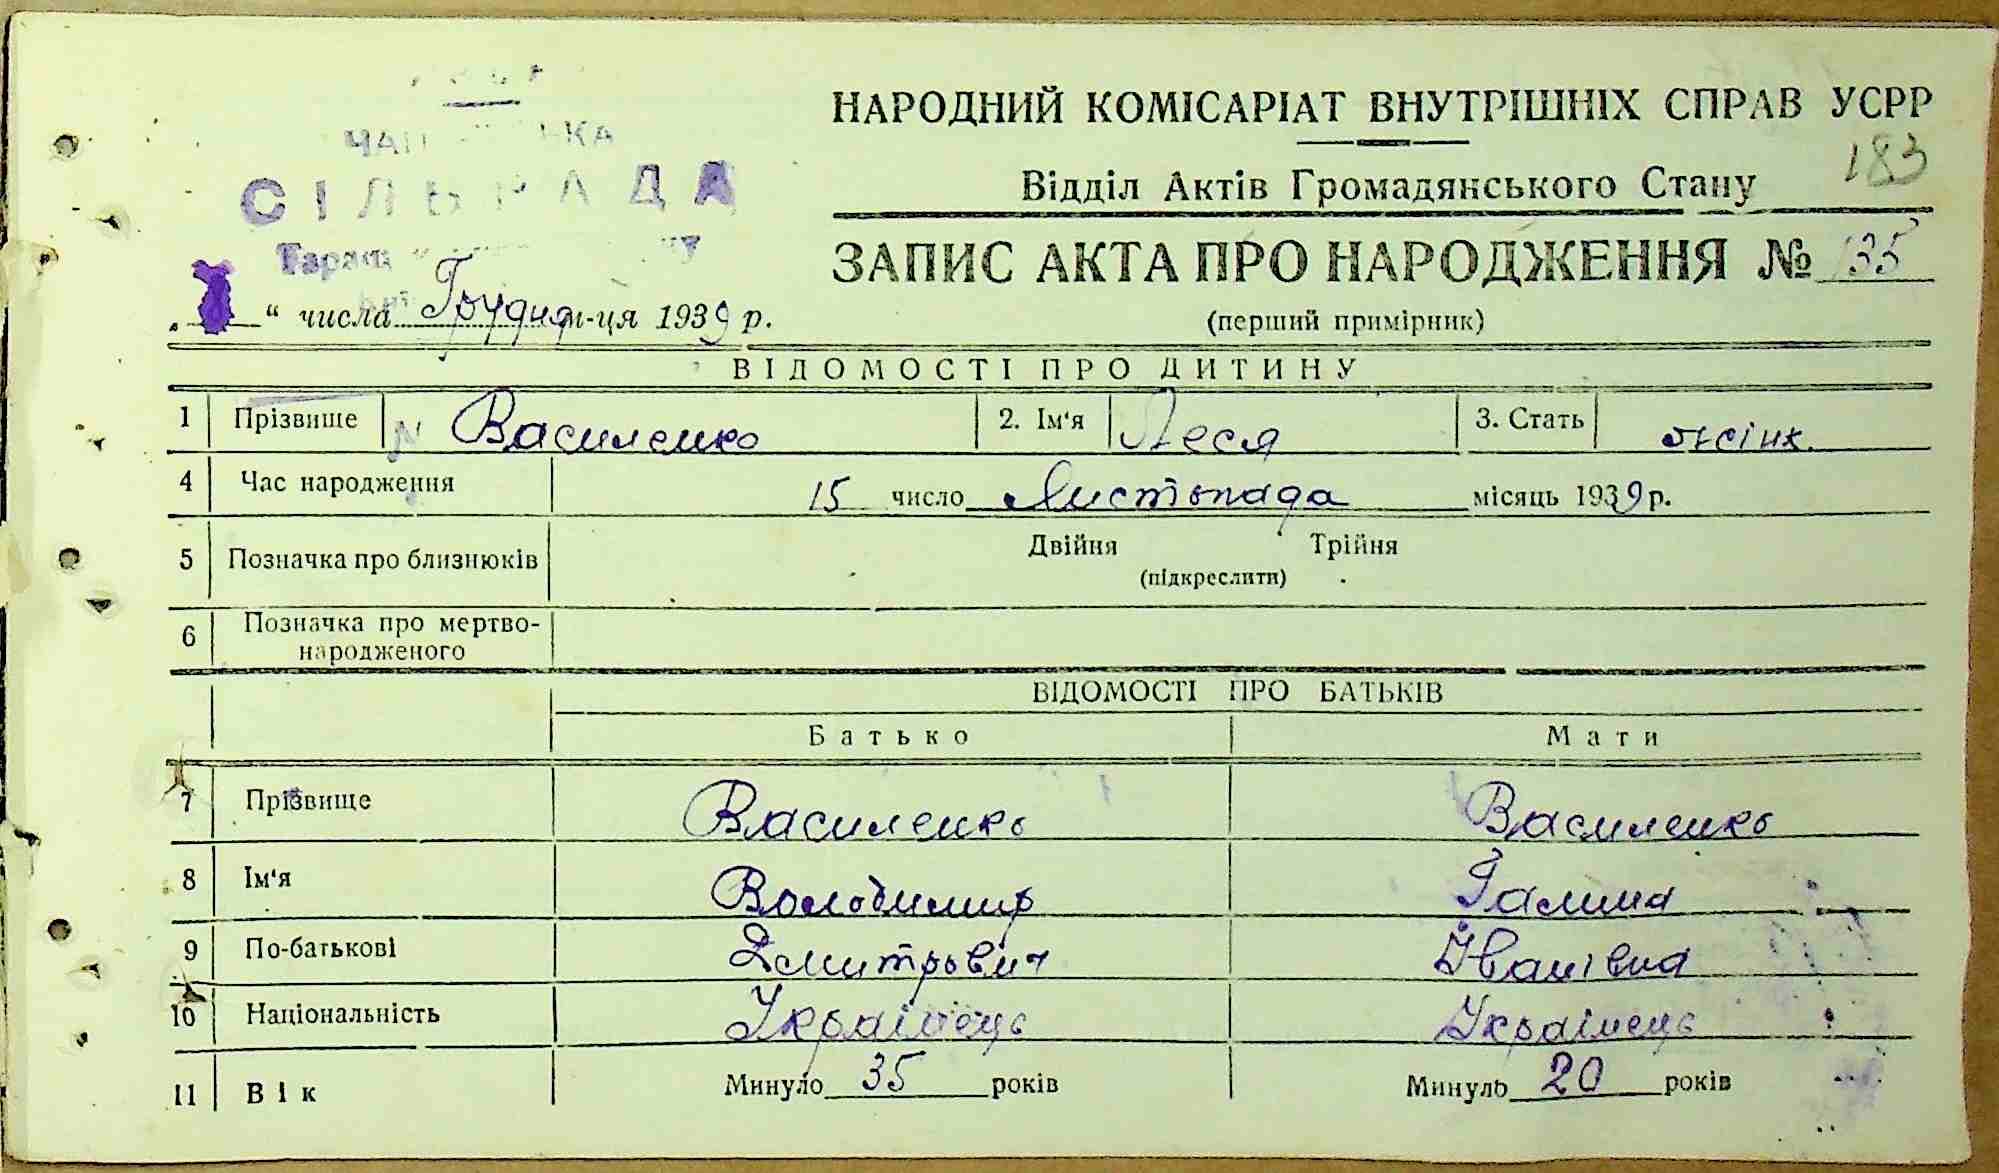 СІЛЬРАДА
НАРОДНИЙ КОМІСАРІАТ ВНУТРІШНІХ СПРАВ УСРР
183
Відділ Актів Громадянського Стану
ЗАПИС АКТА ПРО НАРОДЖЕННЯ № 135
(перший примірник)
„ “ числа Грудня м-ця 1939 р.
ВІДОМОСТІ ПРО ДИТИНУ
1 Прізвище Василенко 2. Ім‘я Леся 3. Стать жсінк.
4 Час народження 15 число Листопада місяць 1939 р.
5 Позначка про близнюків Двійня Трійня
(підкреслити)
6 Позначка про мертво-
народженого
ВІДОМОСТІ ПРО БАТЬКІВ
Батько Мати
7 Прізвище Василенко Василенко
8 Ім‘я Володимир Галина
9 По-батькові Дмитрович Іванівна
10 Національність Українець Українець
11 Вік Минуло 35 років Минуло 20 років